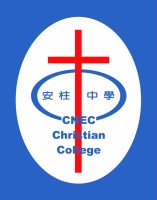 安柱中學
CNEC
Christian
College